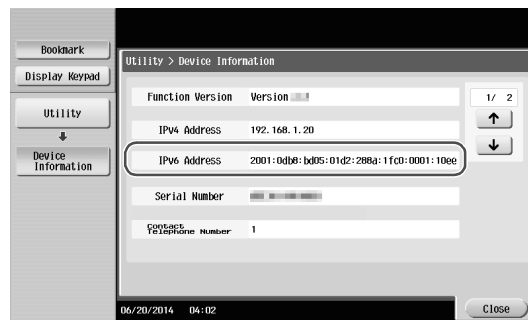 Bookmark
Display Keypad
Utility
Device
Information
Utility > Device Information
Function Version Version
1/ 2
IPv4 Address 192.168.1.20
IPv6 Address 2001:0db8:bd05:01d2:288a:1fc0:0001:10ee
Serial Number
Contact
Telephone Number 1
06/20/2014 04:02
Close